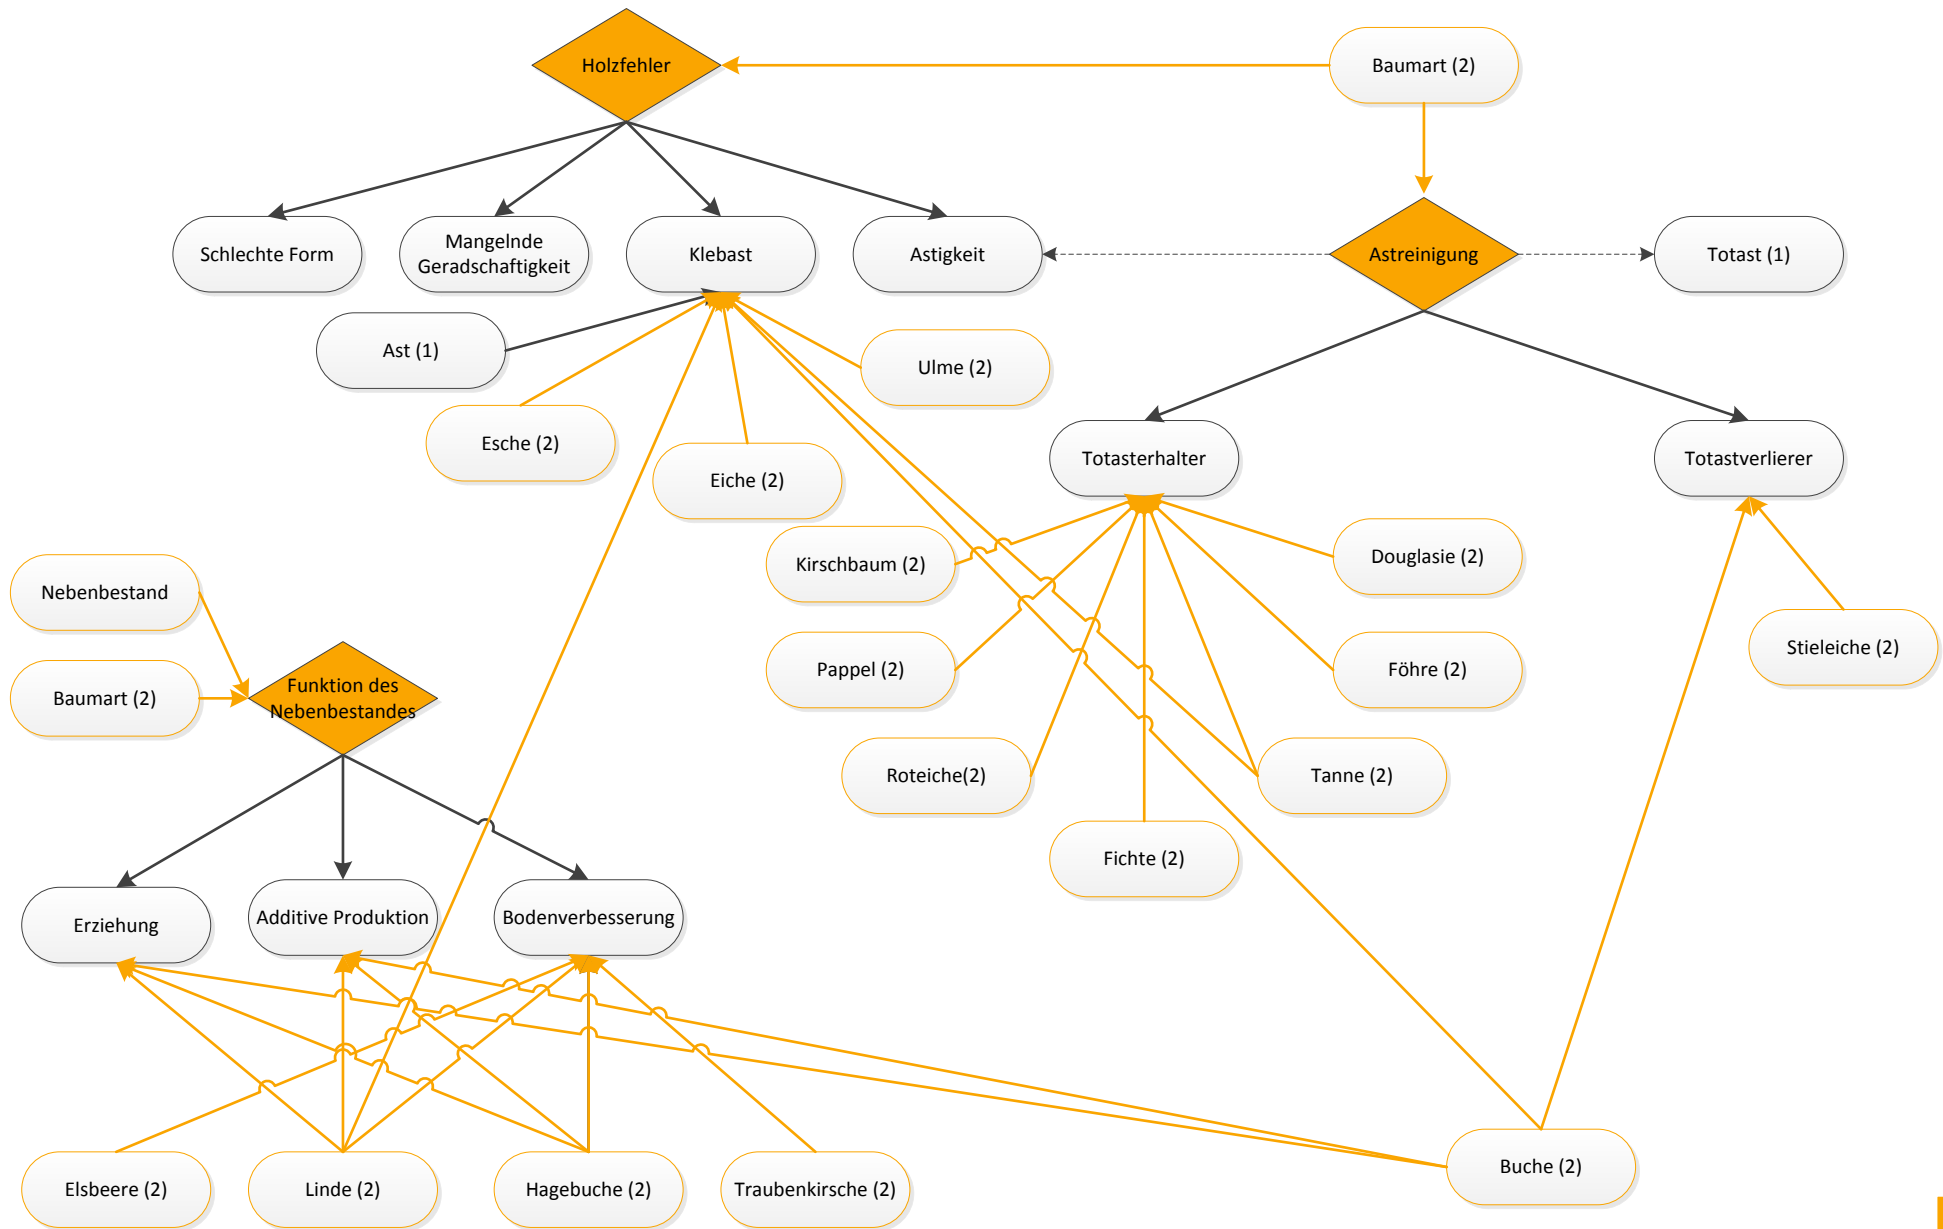 Holzfehler
Baumart (2)
Schlechte Form
Mangelnde
Geradschaftigkeit
Klebast
Astigkeit
Astreinigung
Totast (1)
Ast (1)
Ulme (2)
Esche (2)
Eiche (2)
Totasterhalter
Totastverlierer
Kirschbaum (2)
Douglasie (2)
Nebenbestand
Stieleiche (2)
Pappel (2)
Föhre (2)
Baumart (2)
Funktion des
Nebenbestandes
Roteiche(2)
Tanne (2)
Fichte (2)
Erziehung
Additive Produktion
Bodenverbesserung
Buche (2)
Elsbeere (2)
Linde (2)
Hagebuche (2)
Traubenkirsche (2)